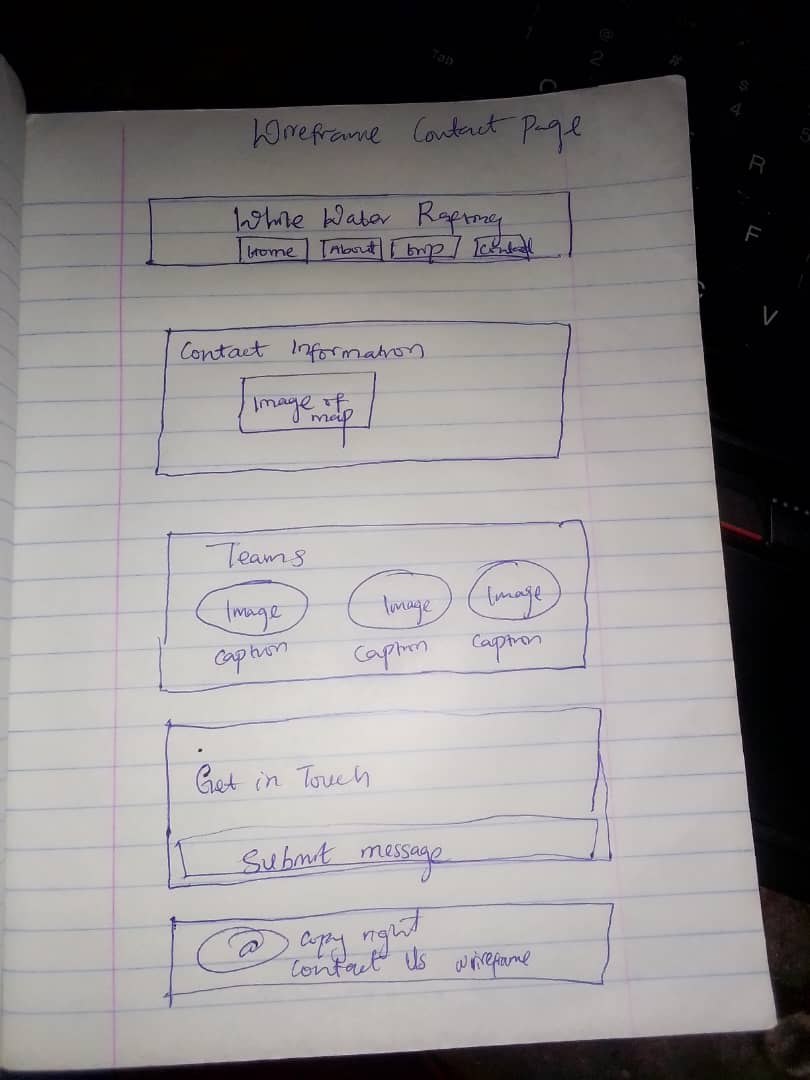 Wireframe Contact Page
White Water Rafting
Home About trip Contact
Contact Information
Image of
map
Teams
Image Image Image
Caption Caption Caption
Get in Touch
Submit message
@ copy right
Contact Us wireframe
Tab
@
2
#
$
4
R
F
V